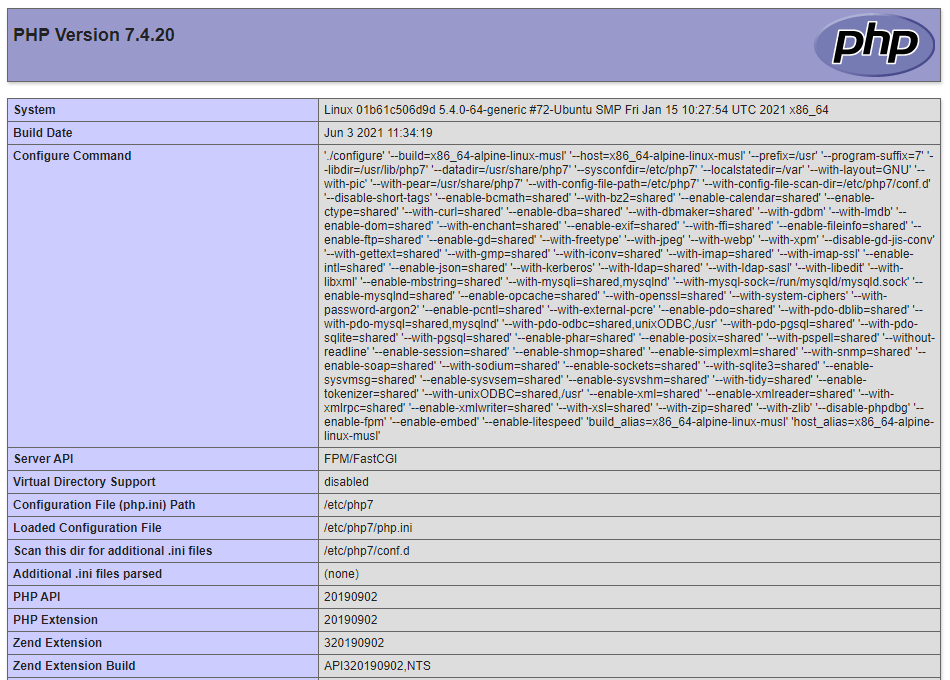 PHP Version 7.4.20
php
System
Linux 01b61c506d9d 5.4.0-64-generic #72-Ubuntu SMP Fri Jan 15 10:27:54 UTC 2021 x86_64
Build Date
Jun 3 2021 11:34:19
Configure Command
'./configure' '--build=x86_64-alpine-linux-musl' '--host=x86_64-alpine-linux-musl' '--prefix=/usr' '--program-suffix=7' '-
-libdir=/usr/lib/php7' '--datadir=/usr/share/php7' '--sysconfdir=/etc/php7' '--localstatedir=/var' '--with-layout=GNU' '--
with-pic' '--with-pear=/usr/share/php7' '--with-config-file-path=/etc/php7' '--with-config-file-scan-dir=/etc/php7/conf.d'
'--disable-short-tags' '--enable-bcmath=shared' '--with-bz2=shared' '--enable-calendar=shared' '--enable-
ctype=shared' '--with-curl=shared' '--enable-dba=shared' '--with-dbmaker=shared' '--with-gdbm' '--with-lmdb' '--
enable-dom=shared' '--with-enchant=shared' '--enable-exif=shared' '--with-ffi=shared' '--enable-fileinfo=shared' '--
enable-ftp=shared' '--enable-gd=shared' '--with-freetype' '--with-jpeg' '--with-webp' '--with-xpm' '--disable-gd-jis-conv'
'--with-gettext=shared' '--with-gmp=shared' '--with-iconv=shared' '--with-imap=shared' '--with-imap-ssl' '--enable-
intl=shared' '--enable-json=shared' '--with-kerberos' '--with-ldap=shared' '--with-ldap-sasl' '--with-libedit' '--with-
libxml' '--enable-mbstring=shared' '--with-mysqli=shared,mysqlnd' '--with-mysql-sock=/run/mysqld/mysqld.sock' '--
enable-mysqlnd=shared' '--enable-opcache=shared' '--with-openssl=shared' '--with-system-ciphers' '--with-
password-argon2' '--enable-pcntl=shared' '--with-external-pcre' '--enable-pdo=shared' '--with-pdo-dblib=shared' '--
with-pdo-mysql=shared,mysqlnd' '--with-pdo-odbc=shared,unixODBC,/usr' '--with-pdo-pgsql=shared' '--with-pdo-
sqlite=shared' '--with-pgsql=shared' '--enable-phar=shared' '--enable-posix=shared' '--with-pspell=shared' '--without-
readline' '--enable-session=shared' '--enable-shmop=shared' '--enable-simplexml=shared' '--with-snmp=shared' '--
enable-soap=shared' '--with-sodium=shared' '--enable-sockets=shared' '--with-sqlite3=shared' '--enable-
sysvmsg=shared' '--enable-sysvsem=shared' '--enable-sysvshm=shared' '--with-tidy=shared' '--enable-
tokenizer=shared' '--with-unixODBC=shared,/usr' '--enable-xml=shared' '--enable-xmlreader=shared' '--with-
xmlrpc=shared' '--enable-xmlwriter=shared' '--with-xsl=shared' '--with-zip=shared' '--with-zlib' '--disable-phpdbg' '--
enable-fpm' '--enable-embed' '--enable-litespeed' 'build_alias=x86_64-alpine-linux-musl' 'host_alias=x86_64-alpine-
linux-musl'
Server API
FPM/FastCGI
Virtual Directory Support
disabled
Configuration File (php.ini) Path
/etc/php7
Loaded Configuration File
/etc/php7/php.ini
Scan this dir for additional .ini files
/etc/php7/conf.d
Additional .ini files parsed
(none)
PHP API
20190902
PHP Extension
20190902
Zend Extension
320190902
Zend Extension Build
API320190902,NTS